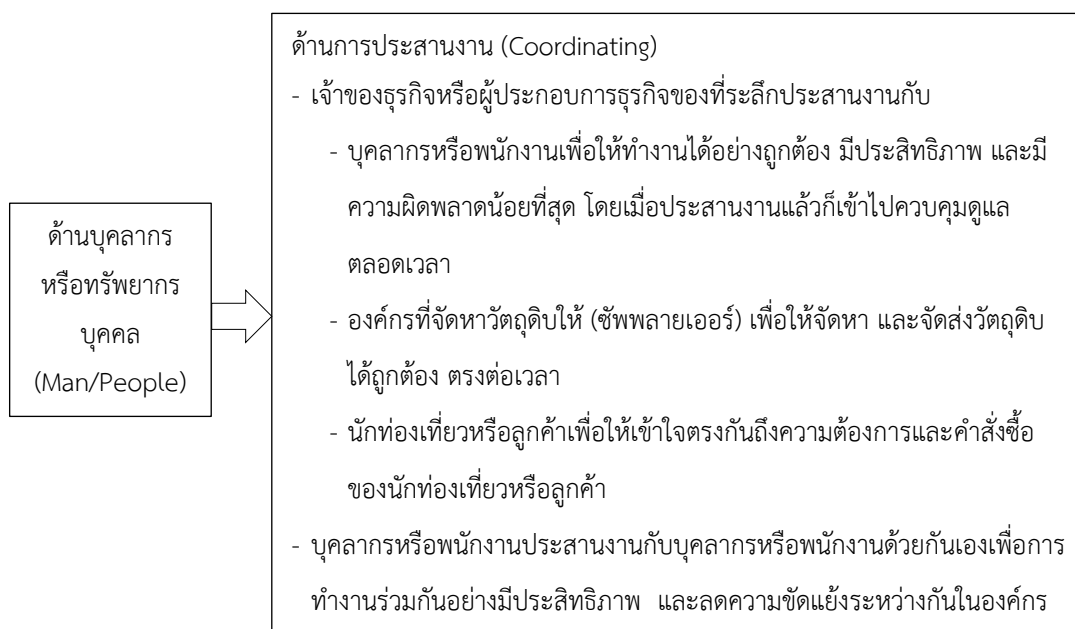 ด้านบุคลากร
หรือทรัพยากร
บุคคล
(Man/People)
ด้านการประสานงาน (Coordinating)
- เจ้าของธุรกิจหรือผู้ประกอบการธุรกิจของที่ระลึกประสานงานกับ
- บุคลากรหรือพนักงานเพื่อให้ทำงานได้อย่างถูกต้อง มีประสิทธิภาพ และมี
ความผิดพลาดน้อยที่สุด โดยเมื่อประสานงานแล้วก็เข้าไปควบคุมดูแล
ตลอดเวลา
- องค์กรที่จัดหาวัตถุดิบให้ (ซัพพลายเออร์) เพื่อให้จัดหา และจัดส่งวัตถุดิบ
ได้ถูกต้อง ตรงต่อเวลา
- นักท่องเที่ยวหรือลูกค้าเพื่อให้เข้าใจตรงกันถึงความต้องการและคำสั่งซื้อ
ของนักท่องเที่ยวหรือลูกค้า
- บุคลากรหรือพนักงานประสานงานกับบุคลากรหรือพนักงานด้วยกันเองเพื่อการ
ทำงานร่วมกันอย่างมีประสิทธิภาพ และลดความขัดแย้งระหว่างกันในองค์กร